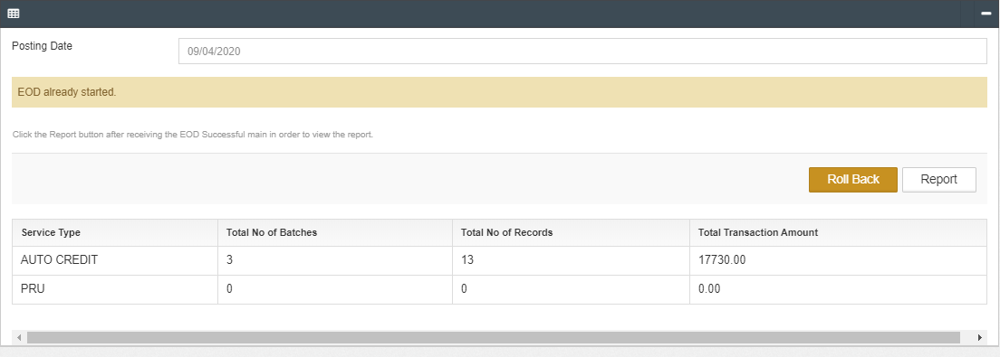 Posting Date
09/04/2020
EOD already started.
Click the Report button after receiving the EOD Successful main in order to view the report.
Roll Back Report
Service Type Total No of Batches Total No of Records Total Transaction Amount
AUTO CREDIT 3 13 17730.00
PRU 0 0 0.00